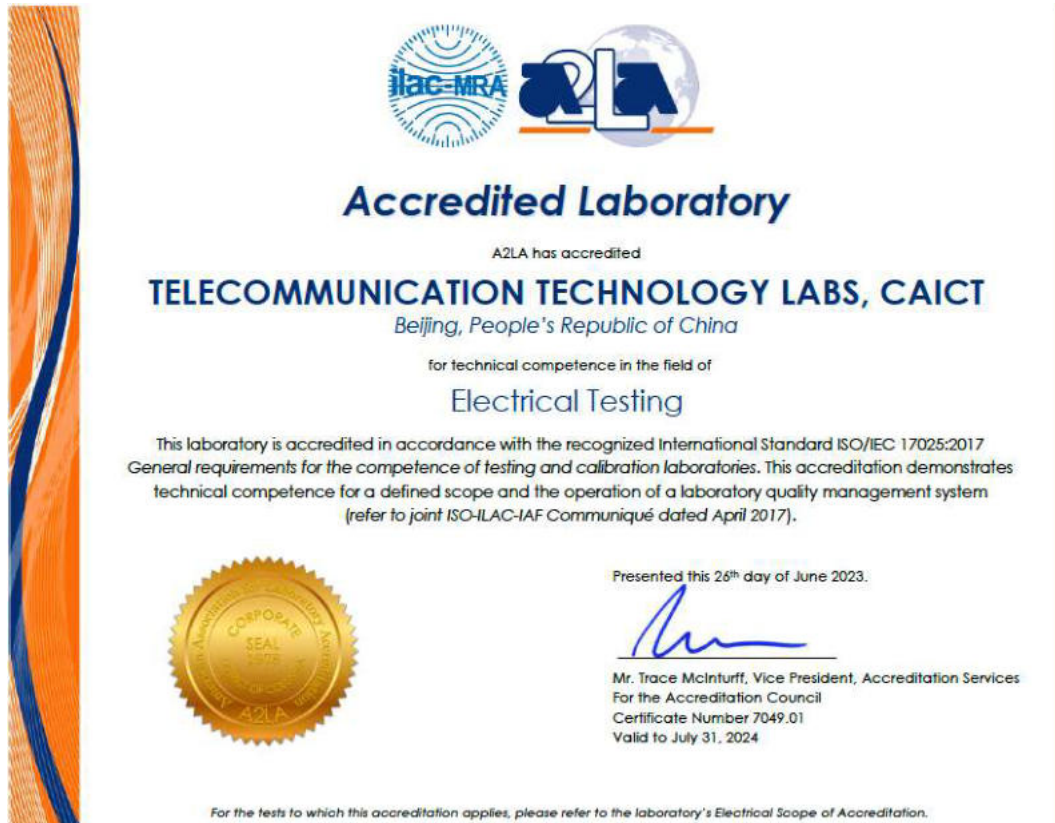 ilac-MRA
A2LA
Accredited Laboratory
A2LA has accredited
TELECOMMUNICATION TECHNOLOGY LABS, CAICT
Beijing, People's Republic of China
for technical competence in the field of
Electrical Testing
This laboratory is accredited in accordance with the recognized International Standard ISO/IEC 17025:2017
General requirements for the competence of testing and calibration laboratories. This accreditation demonstrates
technical competence for a defined scope and the operation of a laboratory quality management system
(refer to joint ISO-ILAC-IAF Communiqué dated April 2017).
American Association for Laboratory Accreditation
CORPORATE
SEAL
1978
A2LA
Presented this 26th day of June 2023.
Mr. Trace McInturff, Vice President, Accreditation Services
For the Accreditation Council
Certificate Number 7049.01
Valid to July 31, 2024
For the tests to which this accreditation applies, please refer to the laboratory's Electrical Scope of Accreditation.